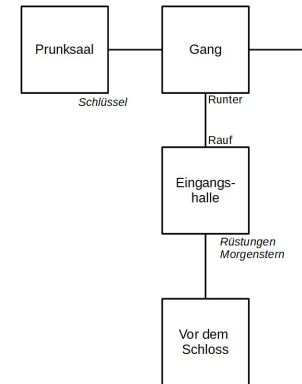 Prunksaal
Gang
Schlüssel
Runter
Rauf
Eingangs-
halle
Rüstungen
Morgenstern
Vor dem
Schloss